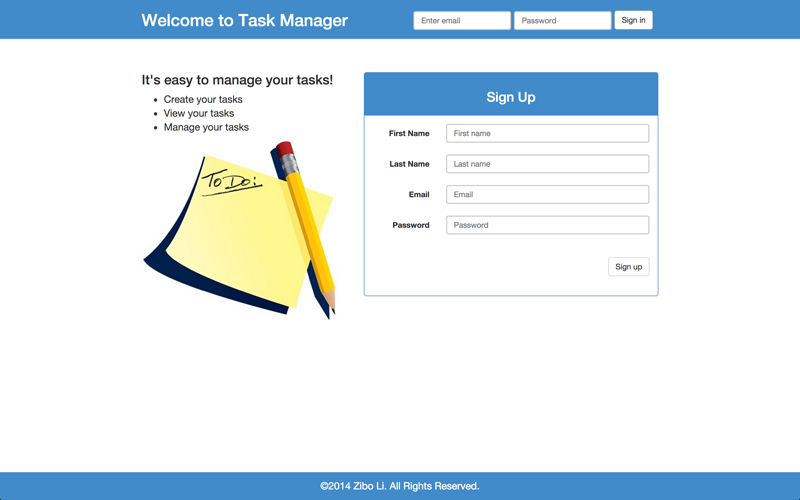 Welcome to Task Manager
Enter email
Password
Sign in
It's easy to manage your tasks!
Create your tasks
View your tasks
Manage your tasks
To Do:
Sign Up
First Name
First name
Last Name
Last name
Email
Email
Password
Password
Sign up
©2014 Zibo Li. All Rights Reserved.